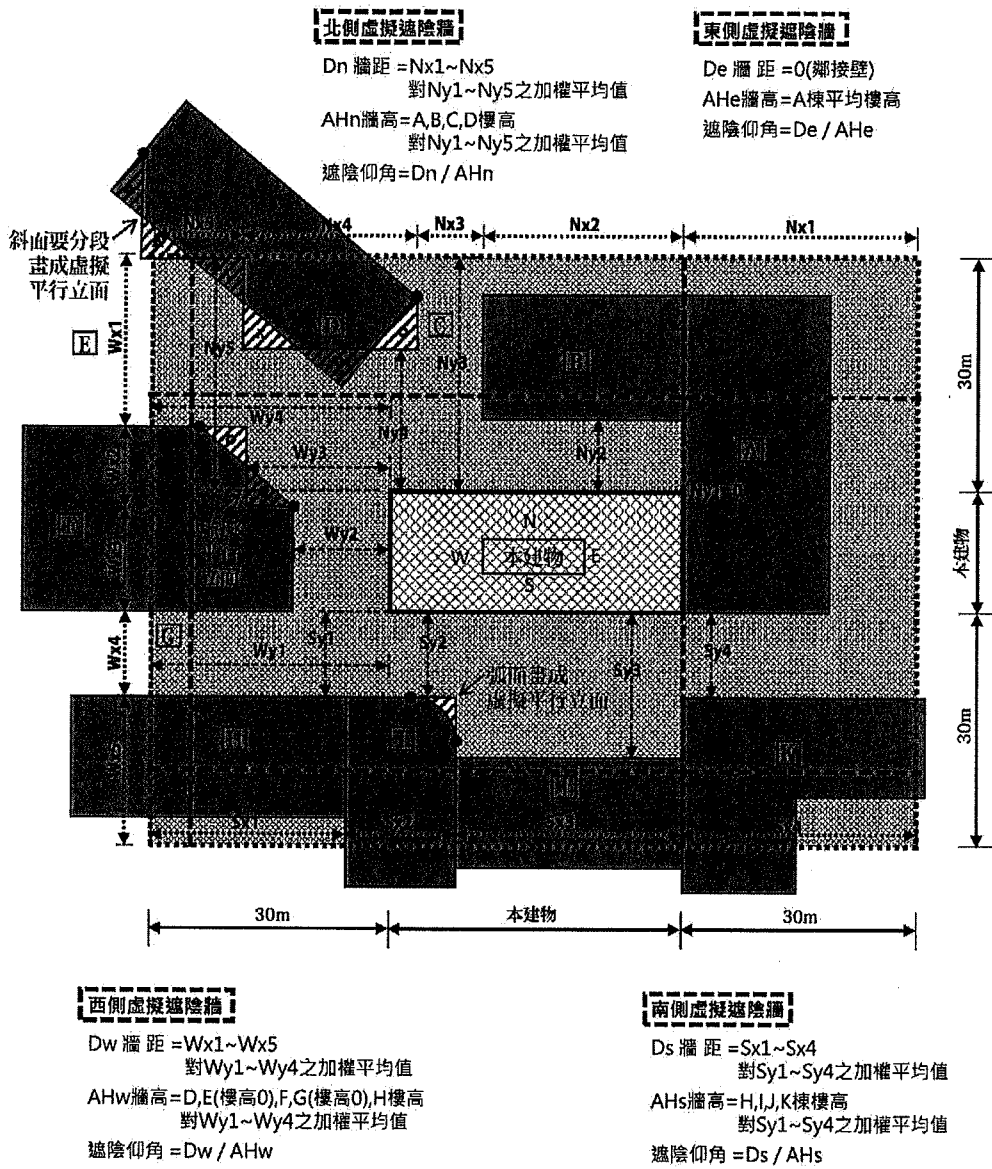 北側虛擬遮陰牆
Dn 牆距 =Nx1~Nx5
對Ny1~Ny5之加權平均值
AHn牆高=A,B,C,D樓高
對Ny1~Ny5之加權平均值
遮陰仰角=Dn / AHn
東側虛擬遮陰牆
De 牆 距 =0(鄰接壁)
AHe牆高=A棟平均樓高
遮陰仰角=De / AHe
斜面要分段
畫成虛擬
平行立面
Nx4
Nx3
Nx2
Nx1
E
Wx1
D
C
Ny5
Ny3
B
30m
Wy4
Wy3
Ny2
A
Wy2
N
W
本建物
E
S
本建物
Wx4
G
Wy1
Sy1
Sy2
Sy3
Sy4
弧面畫成
虛擬平行立面
H
K
30m
Sx1
30m
本建物
30m
西側虛擬遮陰牆
Dw 牆 距 =Wx1~Wx5
對Wy1~Wy4之加權平均值
AHw牆高=D,E(樓高0),F,G(樓高0),H樓高
對Wy1~Wy4之加權平均值
遮陰仰角=Dw / AHw
南側虛擬遮陰牆
Ds 牆 距 =Sx1~Sx4
對Sy1~Sy4之加權平均值
AHs牆高=H,I,J,K棟樓高
對Sy1~Sy4之加權平均值
遮陰仰角=Ds / AHs